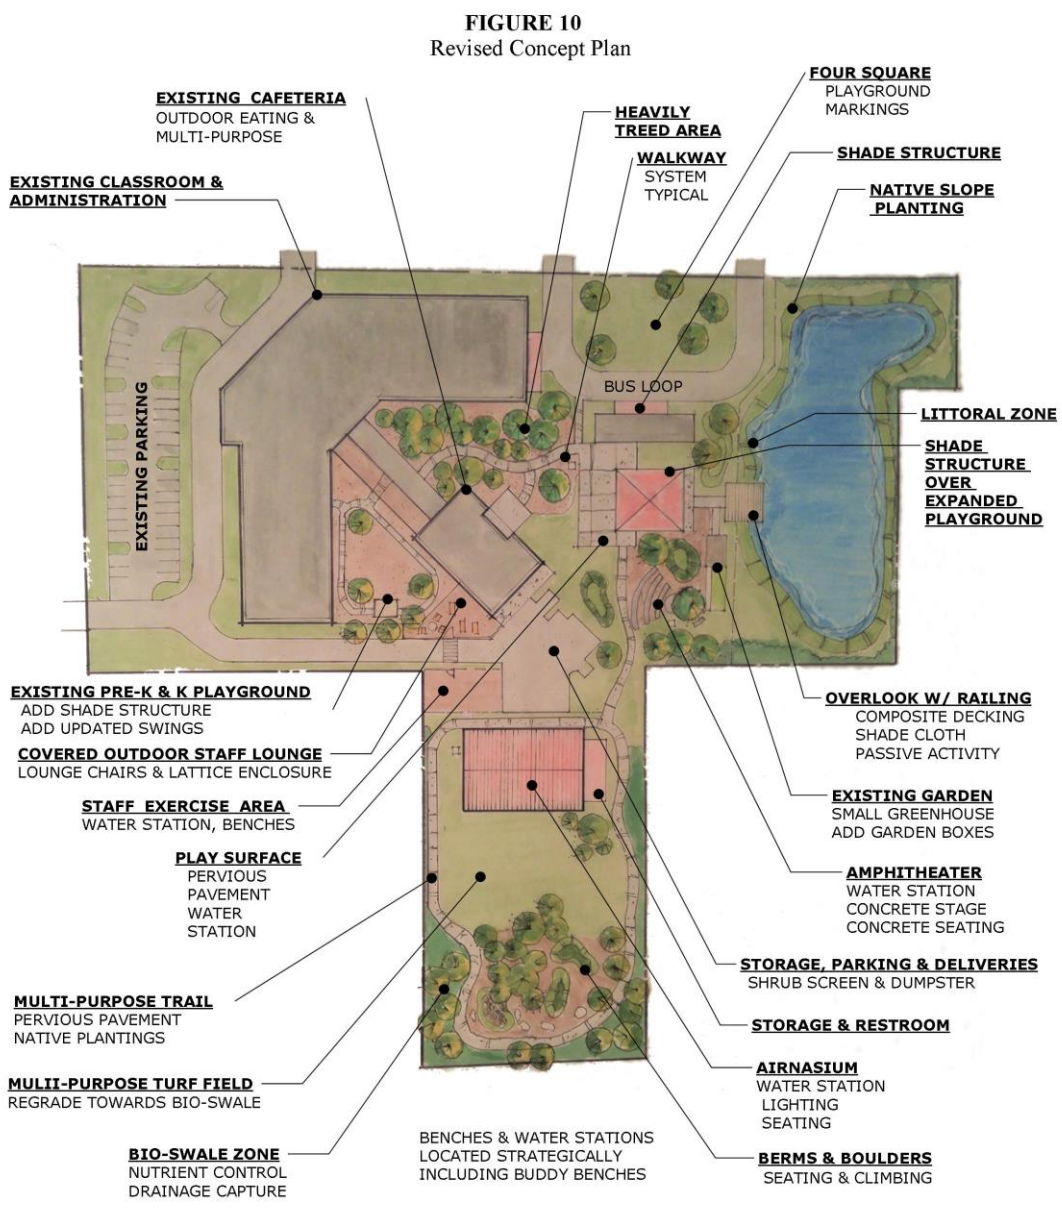 FIGURE 10
Revised Concept Plan
FOUR SQUARE
PLAYGROUND
MARKINGS
EXISTING CAFETERIA
OUTDOOR EATING &
MULTI-PURPOSE
HEAVILY
TREED AREA
WALKWAY
SYSTEM
TYPICAL
SHADE STRUCTURE
EXISTING CLASSROOM &
ADMINISTRATION
NATIVE SLOPE
PLANTING
BUS LOOP
EXISTING PARKING
LITTORAL ZONE
SHADE
STRUCTURE
OVER
EXPANDED
PLAYGROUND
EXISTING PRE-K & K PLAYGROUND
ADD SHADE STRUCTURE
ADD UPDATED SWINGS
COVERED OUTDOOR STAFF LOUNGE
LOUNGE CHAIRS & LATTICE ENCLOSURE
STAFF EXERCISE AREA
WATER STATION, BENCHES
PLAY SURFACE
PERVIOUS
PAVEMENT
WATER
STATION
MULTI-PURPOSE TRAIL
PERVIOUS PAVEMENT
NATIVE PLANTINGS
MULII-PURPOSE TURF FIELD
REGRADE TOWARDS BIO-SWALE
BIO-SWALE ZONE
NUTRIENT CONTROL
DRAINAGE CAPTURE
BENCHES & WATER STATIONS
LOCATED STRATEGICALLY
INCLUDING BUDDY BENCHES
OVERLOOK W/ RAILING
COMPOSITE DECKING
SHADE CLOTH
PASSIVE ACTIVITY
EXISTING GARDEN
SMALL GREENHOUSE
ADD GARDEN BOXES
AMPHITHEATER
WATER STATION
CONCRETE STAGE
CONCRETE SEATING
STORAGE, PARKING & DELIVERIES
SHRUB SCREEN & DUMPSTER
STORAGE & RESTROOM
AIRNASIUM
WATER STATION
LIGHTING
SEATING
BERMS & BOULDERS
SEATING & CLIMBING